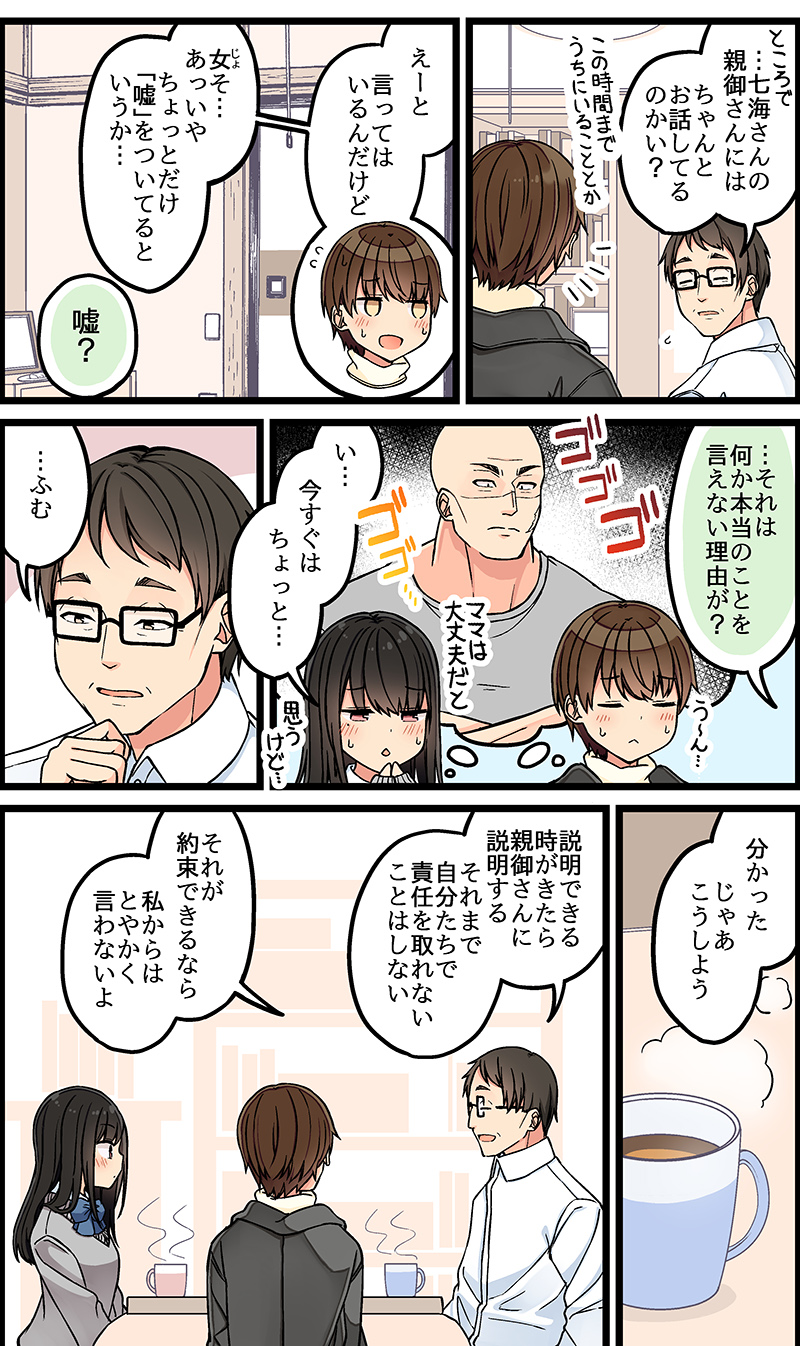 ところで
…七海さんの
親御さんには
ちゃんと
お話してる
のかい？
この時間まで
うちにいることとか
えーと
言っては
いるんだけど
女そ…
じょ
あっいや
ちょっとだけ
「嘘」をついてると
いうか…
嘘？
…それは
何か本当のことを
言えない理由が？
ゴゴゴ
う〜ん…
ママは
大丈夫だと
思う
けど…
ゴゴ…
い…
今すぐは
ちょっと…
…ふむ
分かった
じゃあ
こうしよう
説明できる
時がきたら
親御さんに
説明する
それまで
自分たちで
責任を取れない
ことはしない
それが
約束できるなら
私からは
とやかく
言わないよ